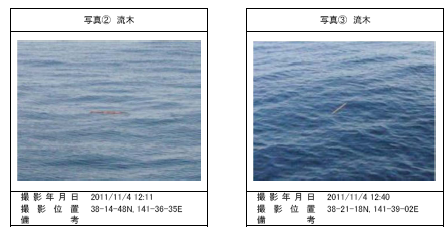 写真② 流木
撮影年月日 2011/11/4 12:11
撮影位置 38-14-48N, 141-36-35E
備考
写真③ 流木
撮影年月日 2011/11/4 12:40
撮影位置 38-21-18N, 141-39-02E
備考